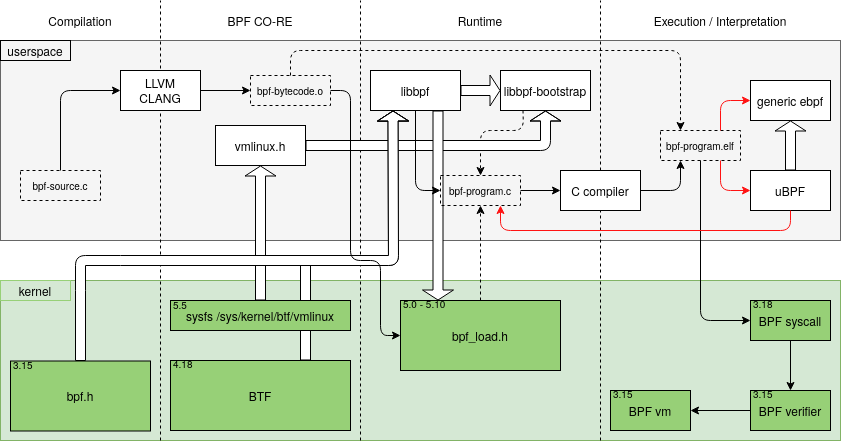 Compilation
BPF CO-RE
Runtime
Execution / Interpretation
userspace
LLVM
CLANG
bpf-bytecode.o
libbpf
libbpf-bootstrap
generic ebpf
vmlinux.h
bpf-program.elf
bpf-source.c
bpf-program.c
C compiler
uBPF
kernel
5.5
sysfs /sys/kernel/btf/vmlinux
5.0 - 5.10
bpf_load.h
3.18
BPF syscall
3.15
bpf.h
4.18
BTF
3.15
BPF vm
3.15
BPF verifier